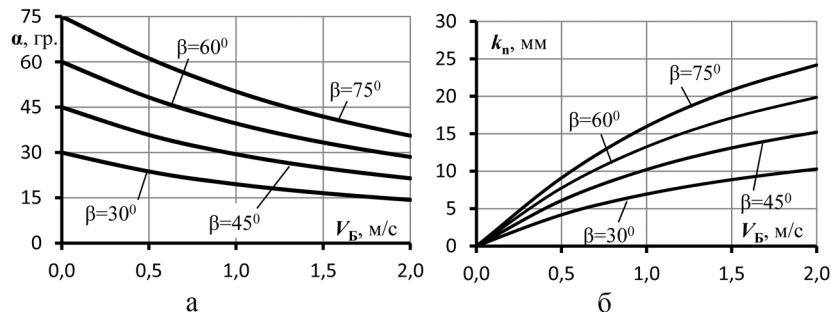 75
α, гр.
60
45
30
15
0
β=60⁰
β=75⁰
β=30⁰
β=45⁰
V_Б, м/с
0,0 0,5 1,0 1,5 2,0
а
30
25
20
15
10
5
0
k_п, мм
β=75⁰
β=60⁰
β=45⁰
β=30⁰
V_Б, м/с
0,0 0,5 1,0 1,5 2,0
б